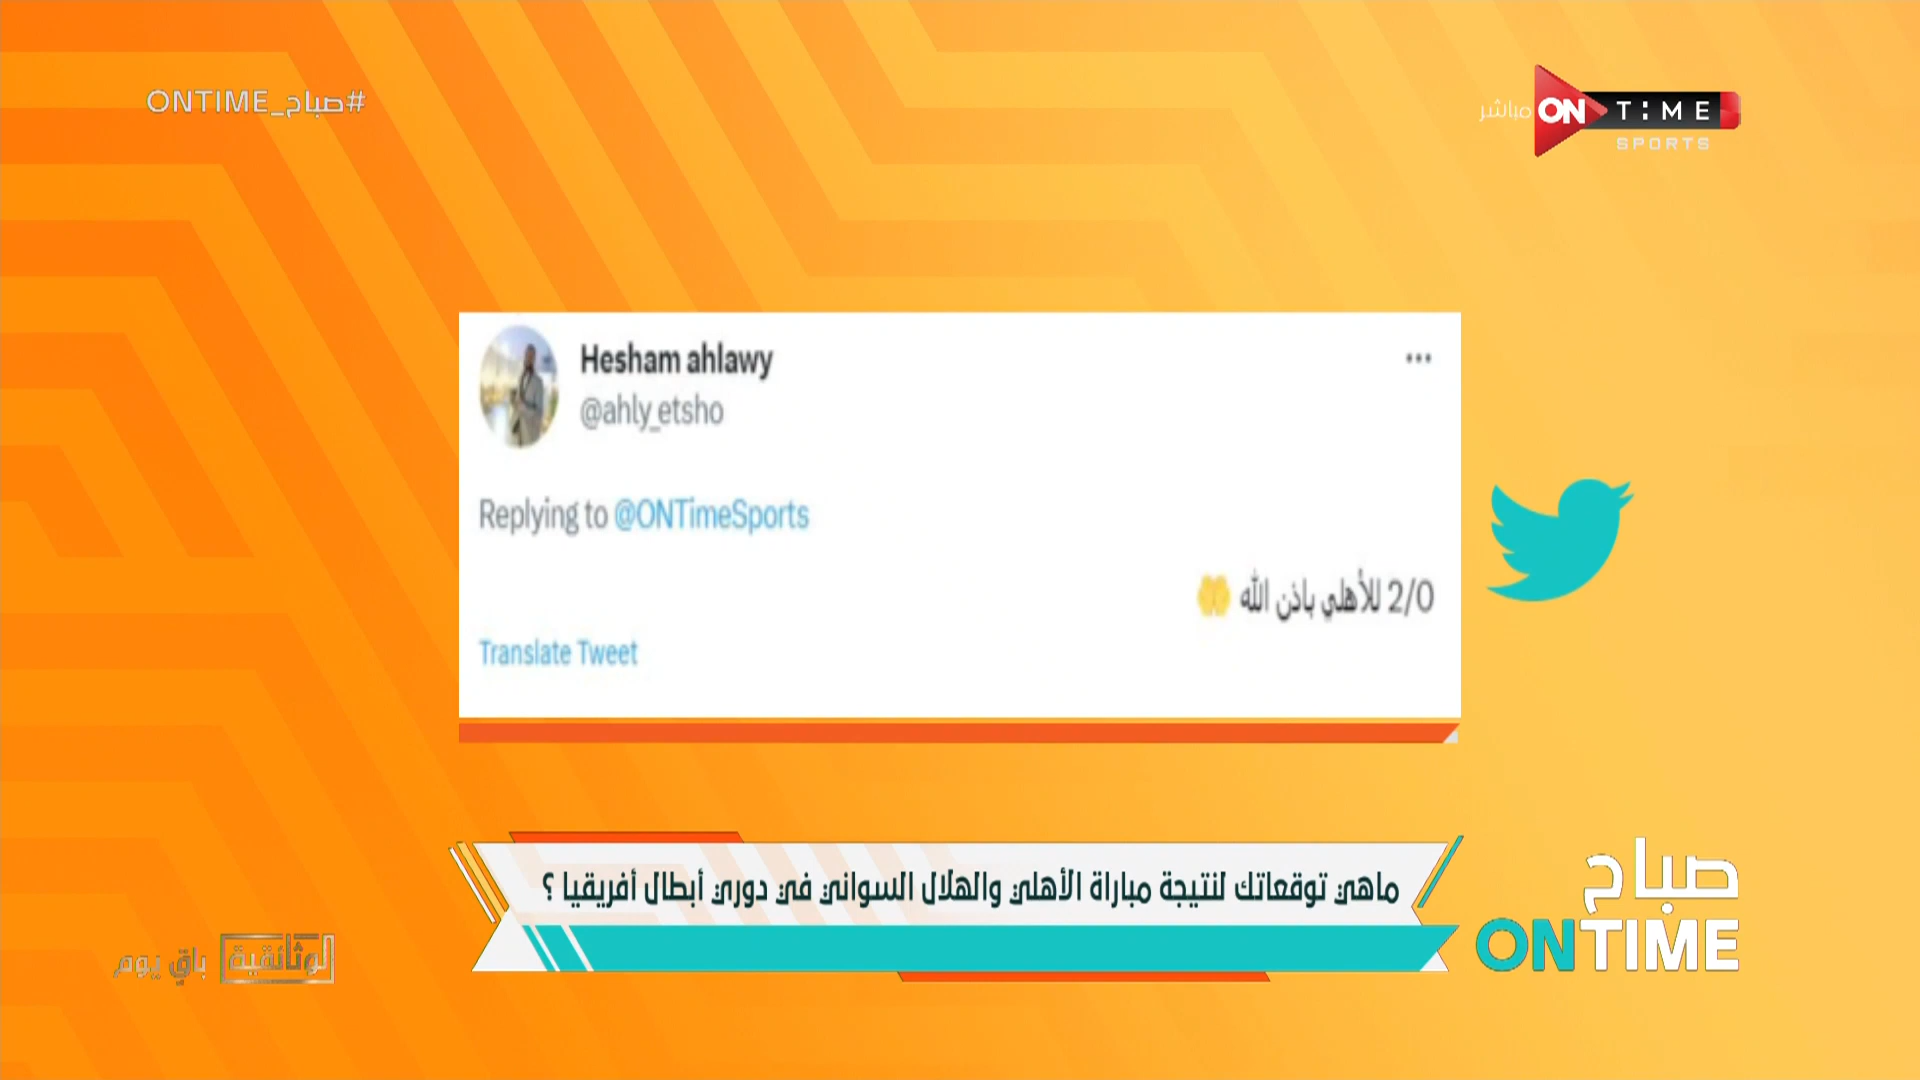 #صباح_ONTIME
مباشر ON TIME
SPORTS
Hesham ahlawy
@ahly_etsho
Replying to @ONTimeSports
2/0 للأهلي باذن الله 🤲
Translate Tweet
ماهي توقعاتك لنتيجة مباراة الأهلي والهلال السواني في دوري أبطال أفريقيا ؟
صباح
ONTIME
الوثائقية باقٍ يوم